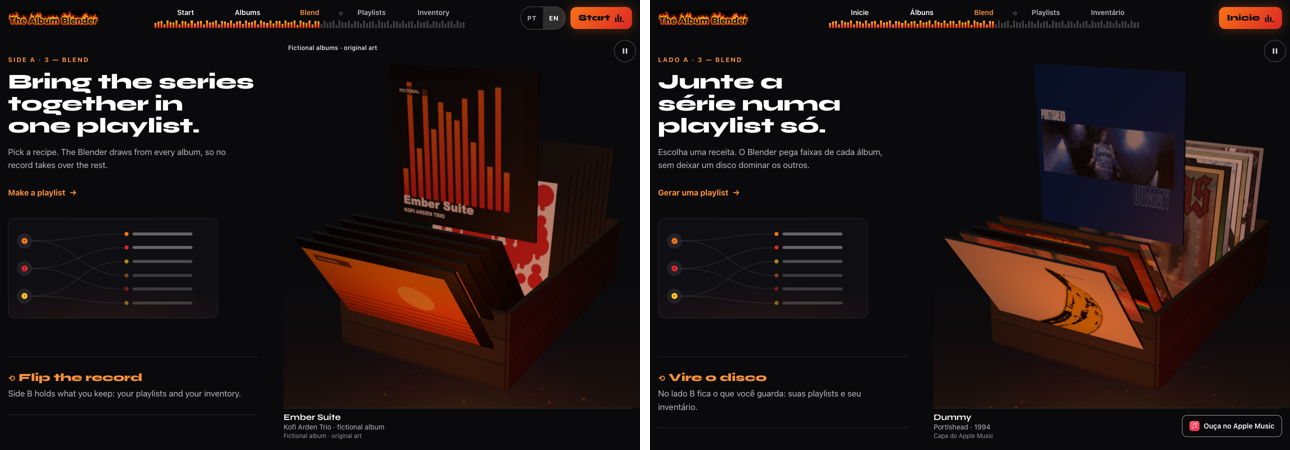 The Album Blender
Start
Albums
Blend
Playlists
Inventory
PT
EN
Start
Fictional albums · original art
SIDE A · 3 — BLEND
Bring the series
together in
one playlist.
Pick a recipe. The Blender draws from every album, so no
record takes over the rest.
Make a playlist →
FICTIONAL
Ember Suite
KOFI ARDEN TRIO
Flip the record
Side B holds what you keep: your playlists and your inventory.
Ember Suite
Kofi Arden Trio · fictional album
Fictional album · original art
The Album Blender
Início
Álbuns
Blend
Playlists
Inventário
Inicie
LADO A · 3 — BLEND
Junte a
série numa
playlist só.
Escolha uma receita. O Blender pega faixas de cada álbum,
sem deixar um disco dominar os outros.
Gerar uma playlist →
PORTISHEAD
DUMMY
Vire o disco
No lado B fica o que você guarda: suas playlists e seu
inventário.
Dummy
Portishead · 1994
Capa do Apple Music
Ouça no Apple Music